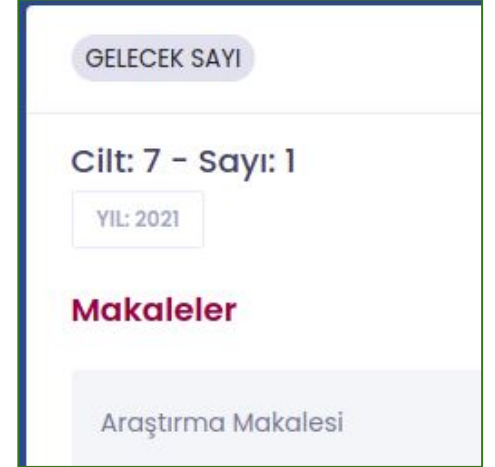 GELECEK SAYI
Cilt: 7 - Sayı: 1
YIL: 2021
Makaleler
Araştırma Makalesi